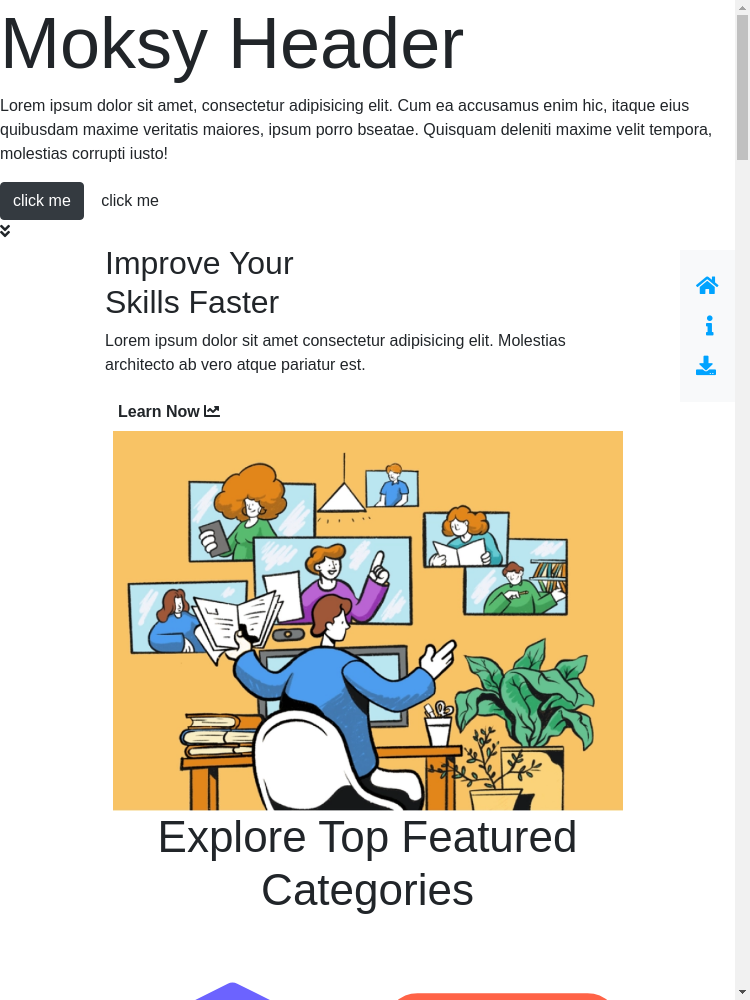 Moksy Header
Lorem ipsum dolor sit amet, consectetur adipisicing elit. Cum ea accusamus enim hic, itaque eius
quibusdam maxime veritatis maiores, ipsum porro bseatae. Quisquam deleniti maxime velit tempora,
molestias corrupti iusto!
click me click me
Improve Your
Skills Faster
Lorem ipsum dolor sit amet consectetur adipisicing elit. Molestias
architecto ab vero atque pariatur est.
Learn Now
Explore Top Featured
Categories